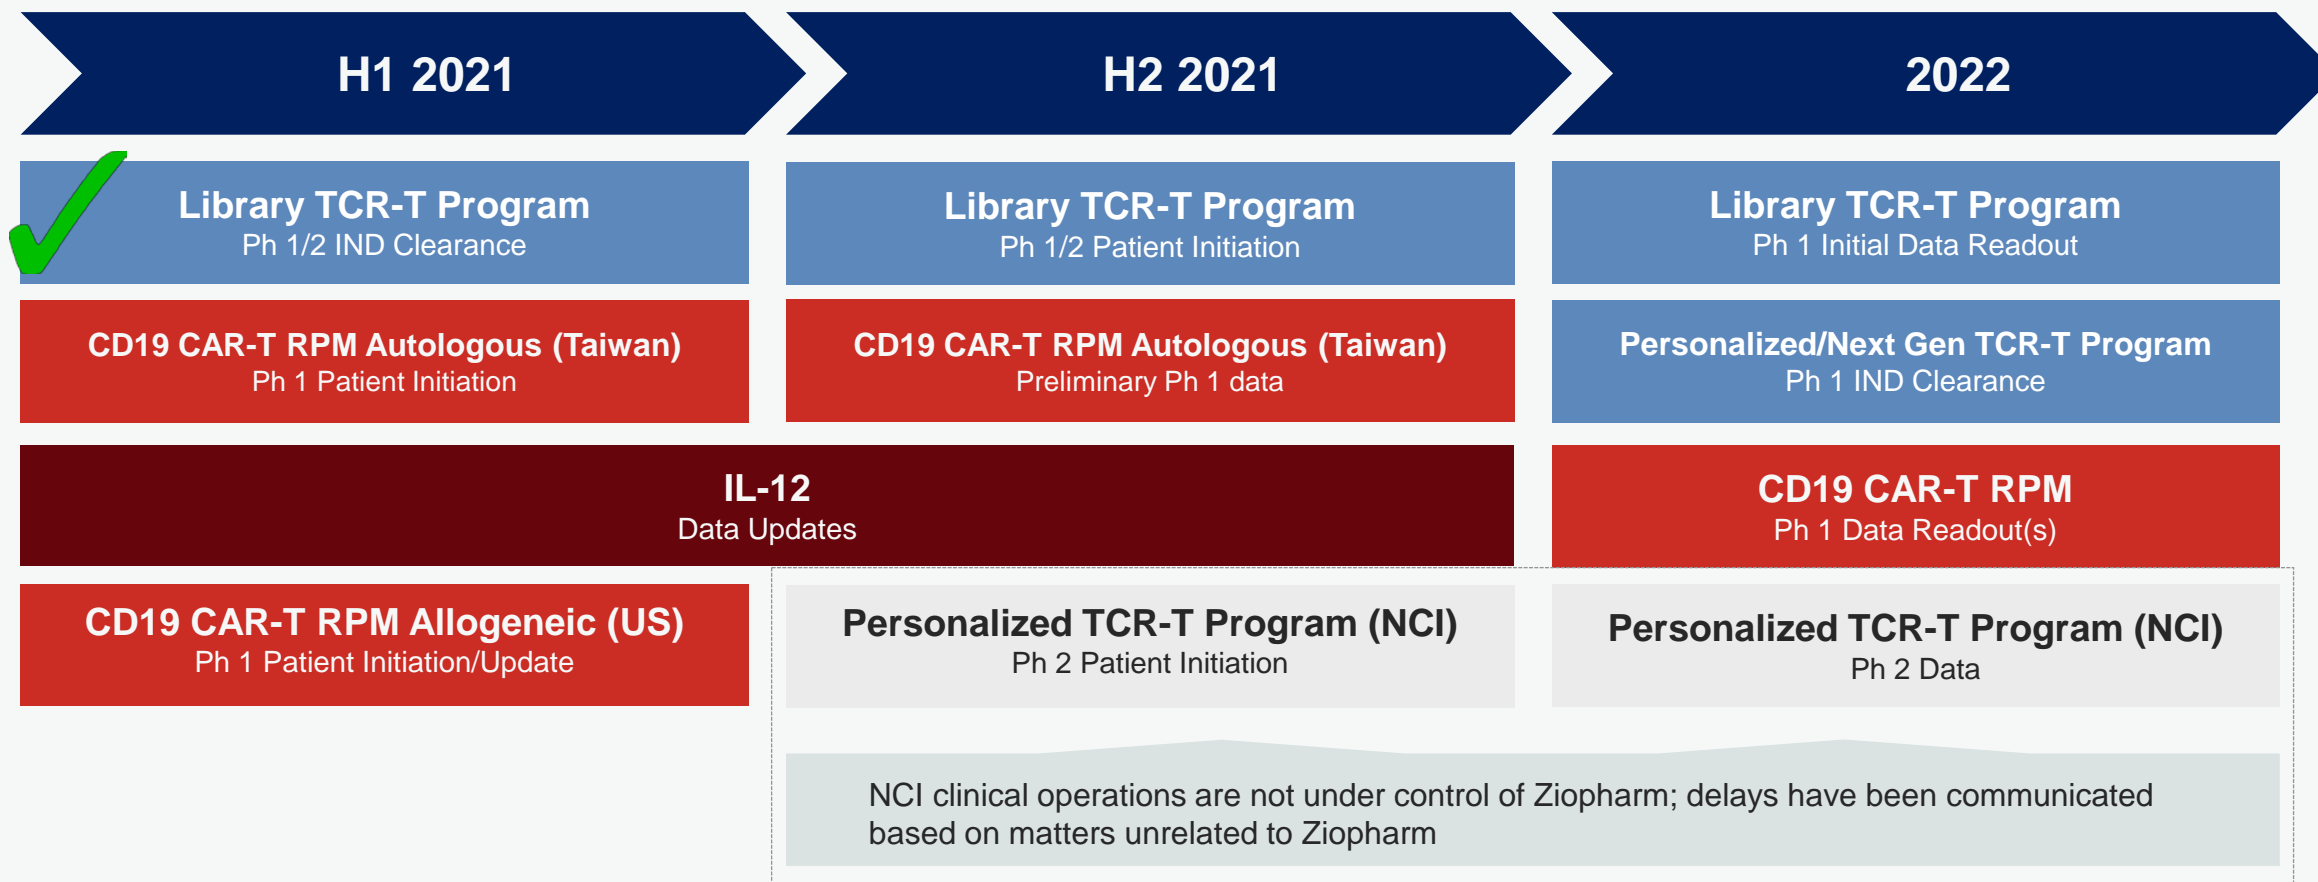 H1 2021
H2 2021
2022
Library TCR-T Program
Ph 1/2 IND Clearance
Library TCR-T Program
Ph 1/2 Patient Initiation
Library TCR-T Program
Ph 1 Initial Data Readout
CD19 CAR-T RPM Autologous (Taiwan)
Ph 1 Patient Initiation
CD19 CAR-T RPM Autologous (Taiwan)
Preliminary Ph 1 data
Personalized/Next Gen TCR-T Program
Ph 1 IND Clearance
IL-12
Data Updates
CD19 CAR-T RPM
Ph 1 Data Readout(s)
CD19 CAR-T RPM Allogeneic (US)
Ph 1 Patient Initiation/Update
Personalized TCR-T Program (NCI)
Ph 2 Patient Initiation
Personalized TCR-T Program (NCI)
Ph 2 Data
NCI clinical operations are not under control of Ziopharm; delays have been communicated
based on matters unrelated to Ziopharm